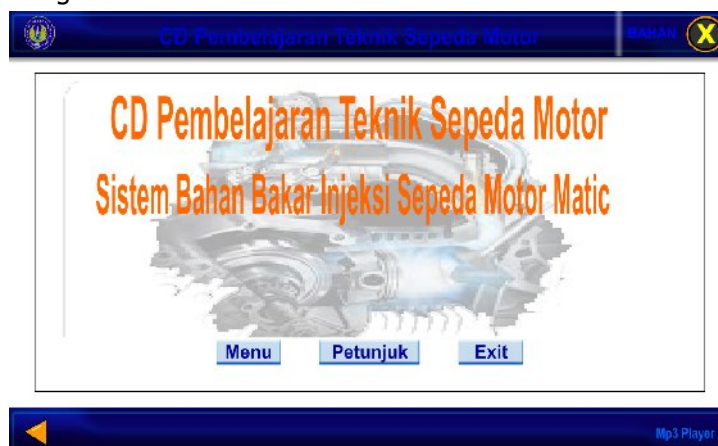 CD Pembelajaran Teknik Sepeda Motor
BAHAN
X
CD Pembelajaran Teknik Sepeda Motor
Sistem Bahan Bakar Injeksi Sepeda Motor Matic
Menu Petunjuk Exit
Mp3 Player